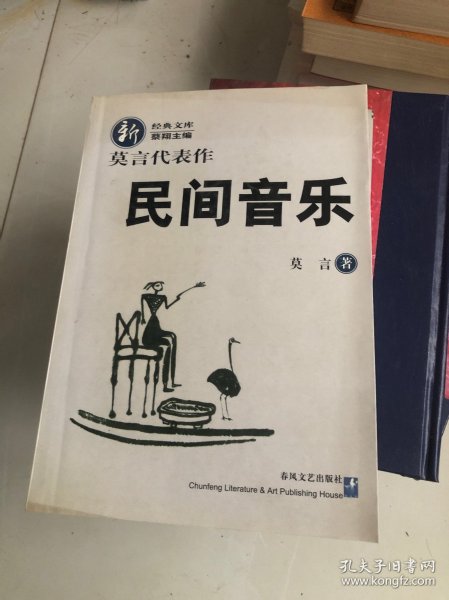 新
经典文库
蔡翔主编
莫言代表作
民间音乐
莫言 著
春风文艺出版社
Chunfeng Literature & Art Publishing House
孔夫子旧书网
www.kongfz.com